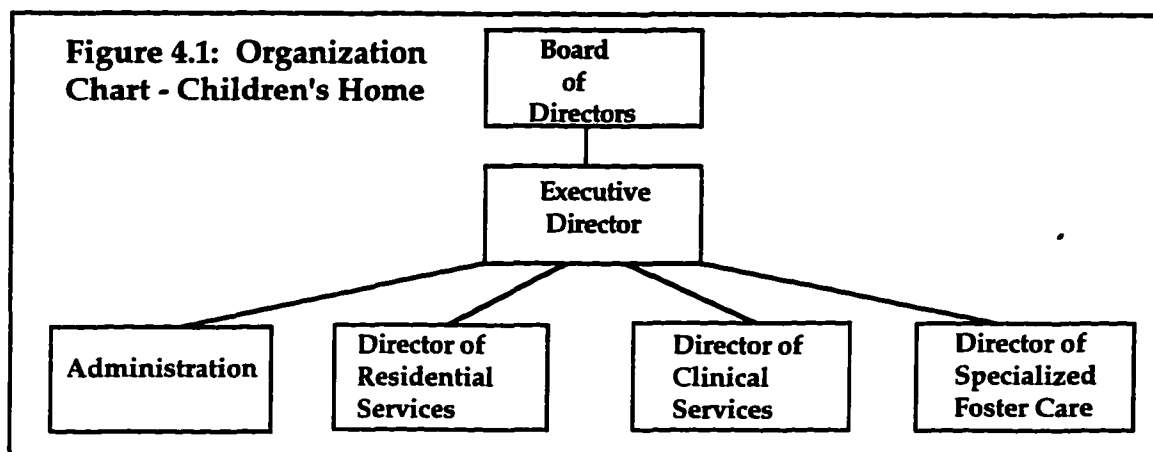 Figure 4.1: Organization
Chart - Children's Home
Board
of
Directors
Executive
Director
Administration
Director of
Residential
Services
Director of
Clinical
Services
Director of
Specialized
Foster Care